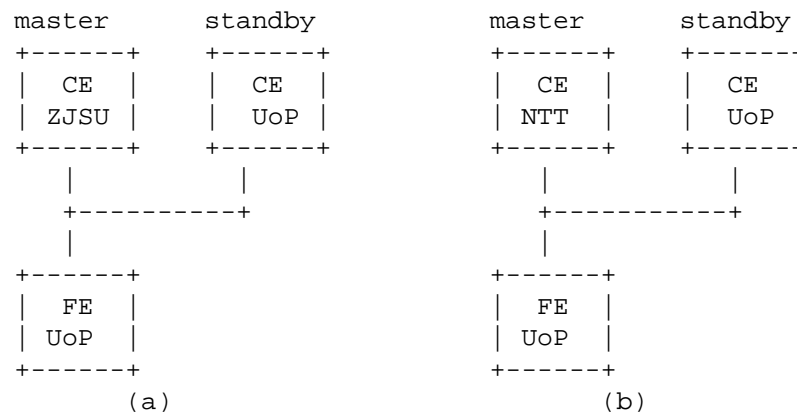 master standby master standby
+------+ +------+ +------+ +------+
| CE | | CE | | CE | | CE |
| ZJSU | | UoP | | NTT | | UoP |
+------+ +------+ +------+ +------+
| | | |
+----------+ +-----------+
| |
+------+ +------+
| FE | | FE |
| UoP | | UoP |
+------+ +------+
(a) (b)